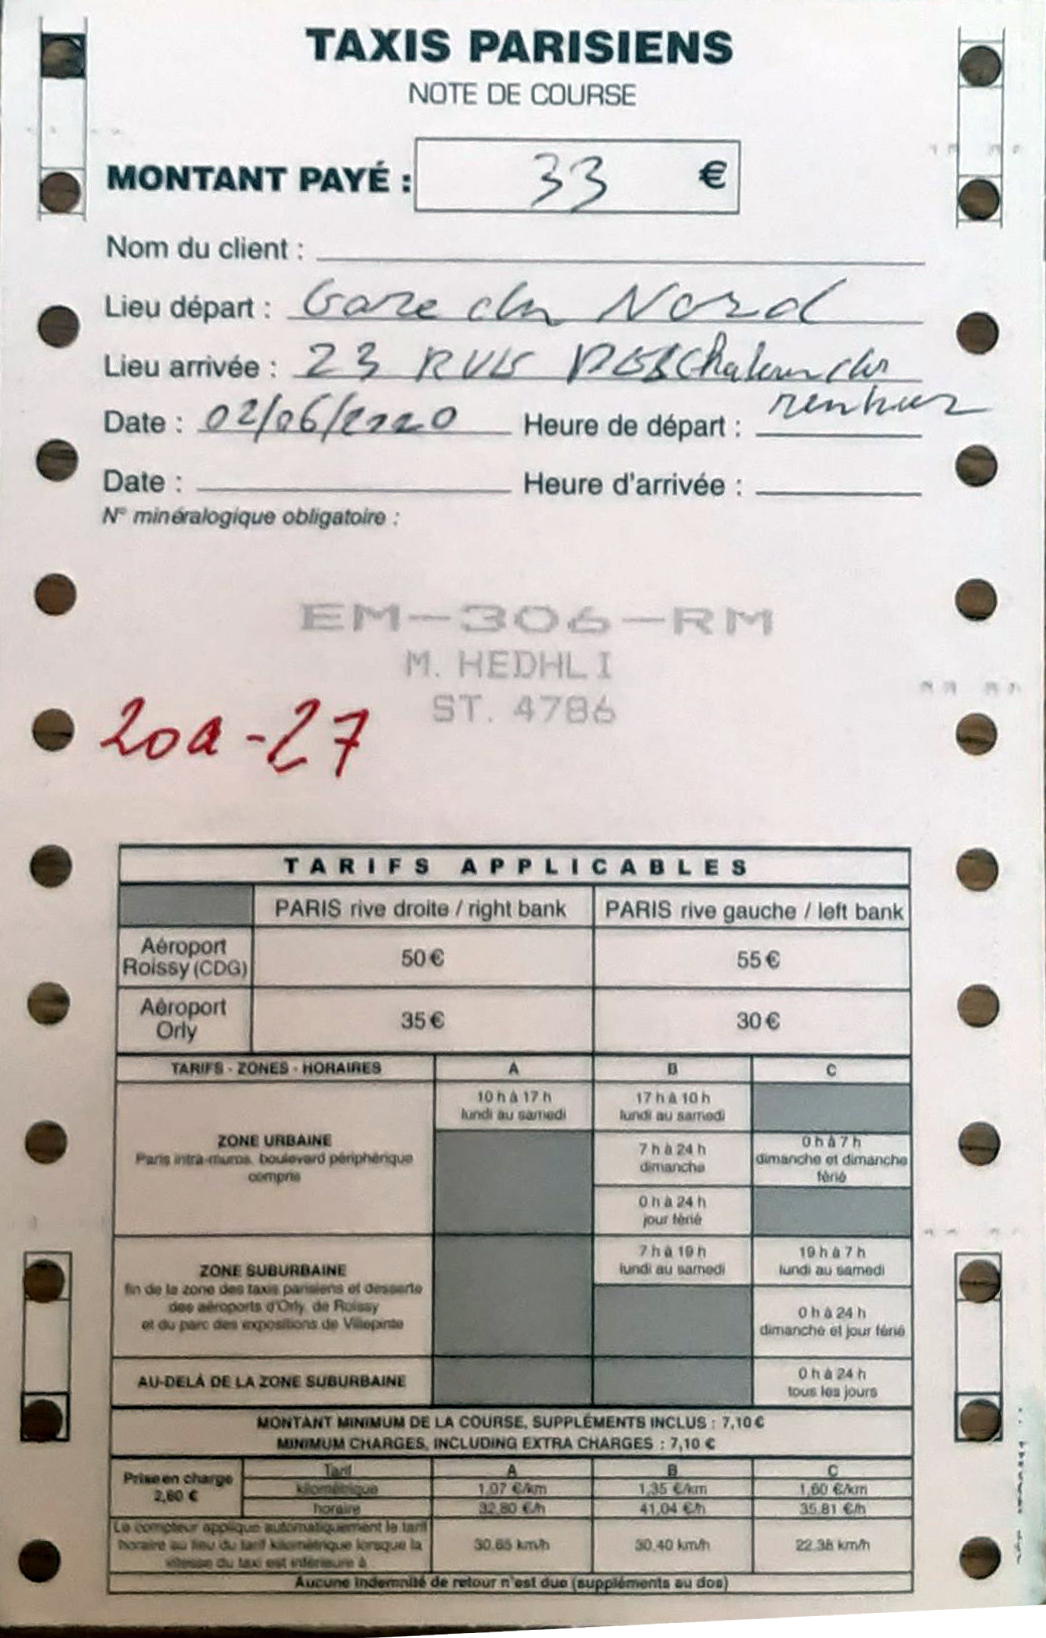 TAXIS PARISIENS
NOTE DE COURSE
MONTANT PAYÉ : 33 €
Nom du client :
Lieu départ : Gare du Nord
Lieu arrivée : 23 RUE
Date : 02/06/2020 Heure de départ :
Date : Heure d'arrivée :
N° minéralogique obligatoire :
EM-306-RM
M. HEDHLI
ST. 4786
20a-27
TARIFS APPLICABLES
PARIS rive droite / right bank PARIS rive gauche / left bank
Aéroport Roissy (CDG) 50 € 55 €
Aéroport Orly 35 € 30 €
TARIFS - ZONES - HORAIRES A B C
10 h à 17 h lundi au samedi 17 h à 10 h lundi au samedi
ZONE URBAINE
Paris intra-muros, boulevard périphérique compris
7 h à 24 h dimanche 0 h à 7 h dimanche et dimanche férié
0 h à 24 h jour férié
ZONE SUBURBAINE
fin de la zone des taxis parisiens et desserte
des aéroports d'Orly, de Roissy
et du parc des expositions de Villepinte
7 h à 19 h lundi au samedi 19 h à 7 h lundi au samedi
0 h à 24 h dimanche et jour férié
AU-DELÀ DE LA ZONE SUBURBAINE 0 h à 24 h tous les jours
MONTANT MINIMUM DE LA COURSE, SUPPLÉMENTS INCLUS : 7,10 €
MINIMUM CHARGES, INCLUDING EXTRA CHARGES : 7,10 €
Prise en charge 2,60 € Tarif A B C
kilométrique 1,07 €/km 1,35 €/km 1,60 €/km
horaire 32,80 €/h 41,04 €/h 35,81 €/h
Le compteur applique automatiquement le tarif
horaire au lieu du tarif kilométrique lorsque la
vitesse du taxi est inférieure à 30,65 km/h 30,40 km/h 22,38 km/h
Aucune indemnité de retour n'est due (suppléments au dos)